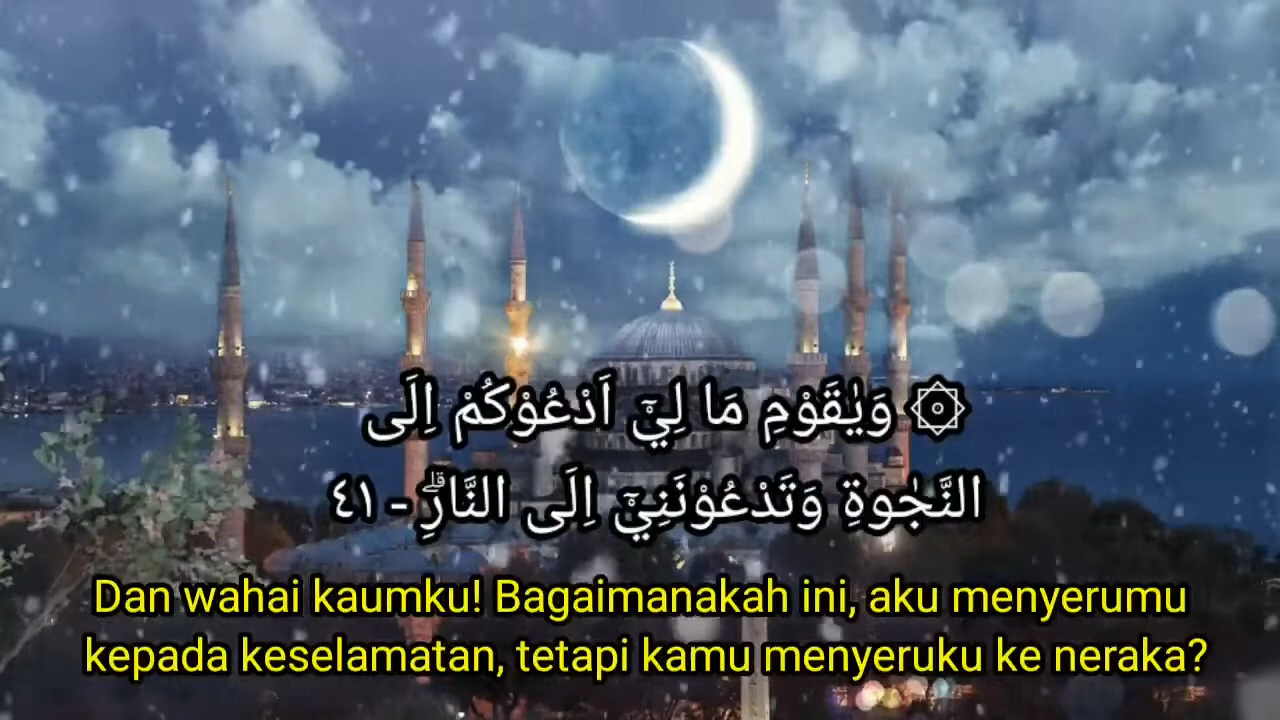 ۞ وَيٰقَوْمِ مَا لِيْٓ اَدْعُوْكُمْ اِلَى
النَّجٰوةِ وَتَدْعُوْنَنِيْٓ اِلَى النَّارِۗ - ٤١
Dan wahai kaumku! Bagaimanakah ini, aku menyerumu
kepada keselamatan, tetapi kamu menyeruku ke neraka?